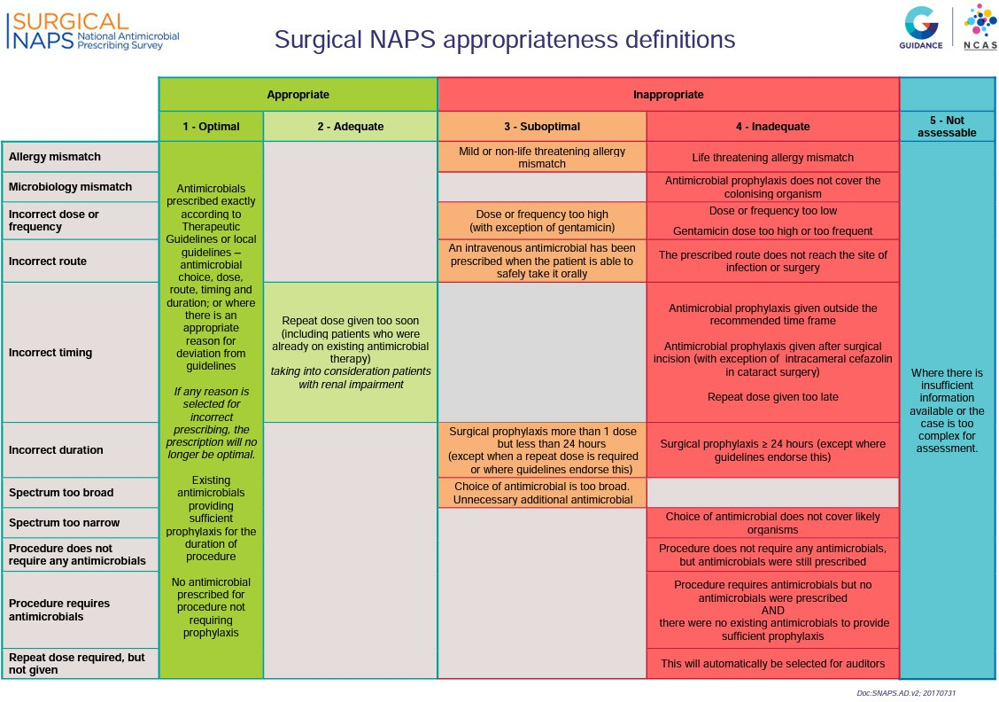 SURGICAL
NAPS National Antimicrobial
Prescribing Survey
Surgical NAPS appropriateness definitions
GUIDANCE
NCAS
Appropriate
Inappropriate
1 - Optimal
2 - Adequate
3 - Suboptimal
4 - Inadequate
5 - Not
assessable
Antimicrobials
prescribed exactly
according to
Therapeutic
Guidelines or local
guidelines –
antimicrobial
choice, dose,
route, timing and
duration; or where
there is an
appropriate
reason for
deviation from
guidelines
If any reason is
selected for
incorrect
prescribing, the
prescription will no
longer be optimal.
Existing
antimicrobials
providing
sufficient
prophylaxis for the
duration of
procedure
No antimicrobial
prescribed for
procedure not
requiring
prophylaxis
Where there is
insufficient
information
available or the
case is too
complex for
assessment.
Allergy mismatch
Mild or non-life threatening allergy
mismatch
Life threatening allergy mismatch
Microbiology mismatch
Antimicrobial prophylaxis does not cover the
colonising organism
Incorrect dose or
frequency
Dose or frequency too high
(with exception of gentamicin)
Dose or frequency too low
Gentamicin dose too high or too frequent
Incorrect route
An intravenous antimicrobial has been
prescribed when the patient is able to
safely take it orally
The prescribed route does not reach the site of
infection or surgery
Incorrect timing
Repeat dose given too soon
(including patients who were
already on existing antimicrobial
therapy)
taking into consideration patients
with renal impairment
Antimicrobial prophylaxis given outside the
recommended time frame
Antimicrobial prophylaxis given after surgical
incision (with exception of intracameral cefazolin
in cataract surgery)
Repeat dose given too late
Incorrect duration
Surgical prophylaxis more than 1 dose
but less than 24 hours
(except when a repeat dose is required
or where guidelines endorse this)
Surgical prophylaxis ≥ 24 hours (except where
guidelines endorse this)
Spectrum too broad
Choice of antimicrobial is too broad.
Unnecessary additional antimicrobial
Spectrum too narrow
Choice of antimicrobial does not cover likely
organisms
Procedure does not
require any antimicrobials
Procedure does not require any antimicrobials,
but antimicrobials were still prescribed
Procedure requires
antimicrobials
Procedure requires antimicrobials but no
antimicrobials were prescribed
AND
there were no existing antimicrobials to provide
sufficient prophylaxis
Repeat dose required, but
not given
This will automatically be selected for auditors
Doc:SNAPS.AD.v2; 20170731